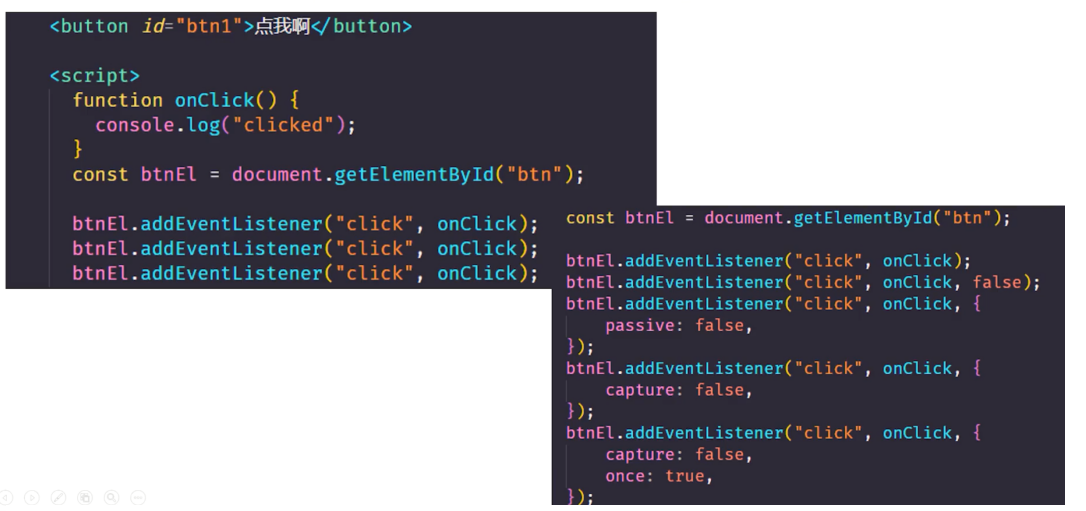 <button id="btn1">点我啊</button>
<script>
function onClick() {
console.log("clicked");
}
const btnEl = document.getElementById("btn");
btnEl.addEventListener("click", onClick);
btnEl.addEventListener("click", onClick);
btnEl.addEventListener("click", onClick);
const btnEl = document.getElementById("btn");
btnEl.addEventListener("click", onClick);
btnEl.addEventListener("click", onClick, false);
btnEl.addEventListener("click", onClick, {
passive: false,
});
btnEl.addEventListener("click", onClick, {
capture: false,
});
btnEl.addEventListener("click", onClick, {
capture: false,
once: true,
});